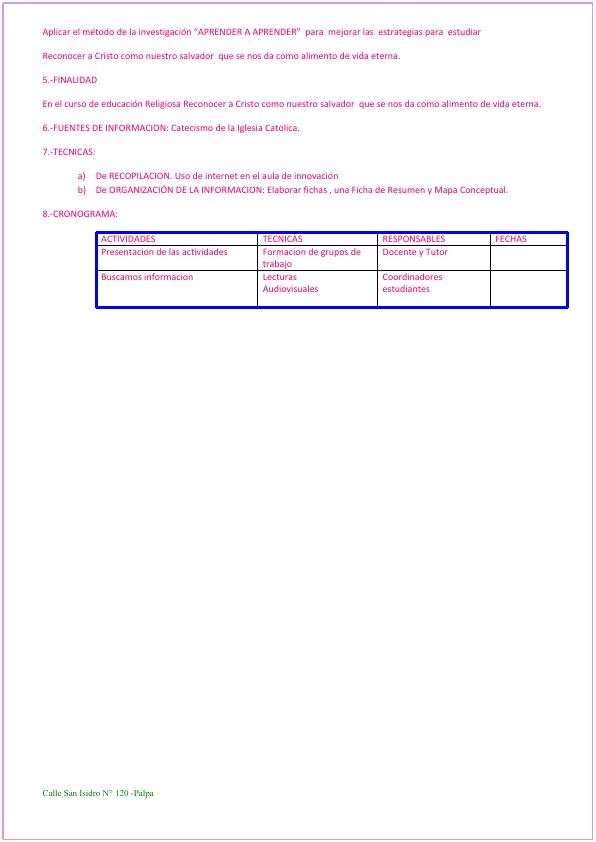 Aplicar el método de la investigación “APRENDER A APRENDER” para mejorar las estrategias para estudiar
Reconocer a Cristo como nuestro salvador que se nos da como alimento de vida eterna.
5.-FINALIDAD
En el curso de educación Religiosa Reconocer a Cristo como nuestro salvador que se nos da como alimento de vida eterna.
6.-FUENTES DE INFORMACION: Catecismo de la Iglesia Catolica.
7.-TECNICAS:
a) De RECOPILACION. Uso de internet en el aula de innovación
b) De ORGANIZACIÓN DE LA INFORMACION: Elaborar fichas , una Ficha de Resumen y Mapa Conceptual.
8.-CRONOGRAMA:
ACTIVIDADES TECNICAS RESPONSABLES FECHAS
Presentacion de las actividades Formacion de grupos de Docente y Tutor
trabajo
Buscamos informacion Lecturas Coordinadores
Audiovisuales estudiantes
Calle San Isidro N° 120 -Palpa